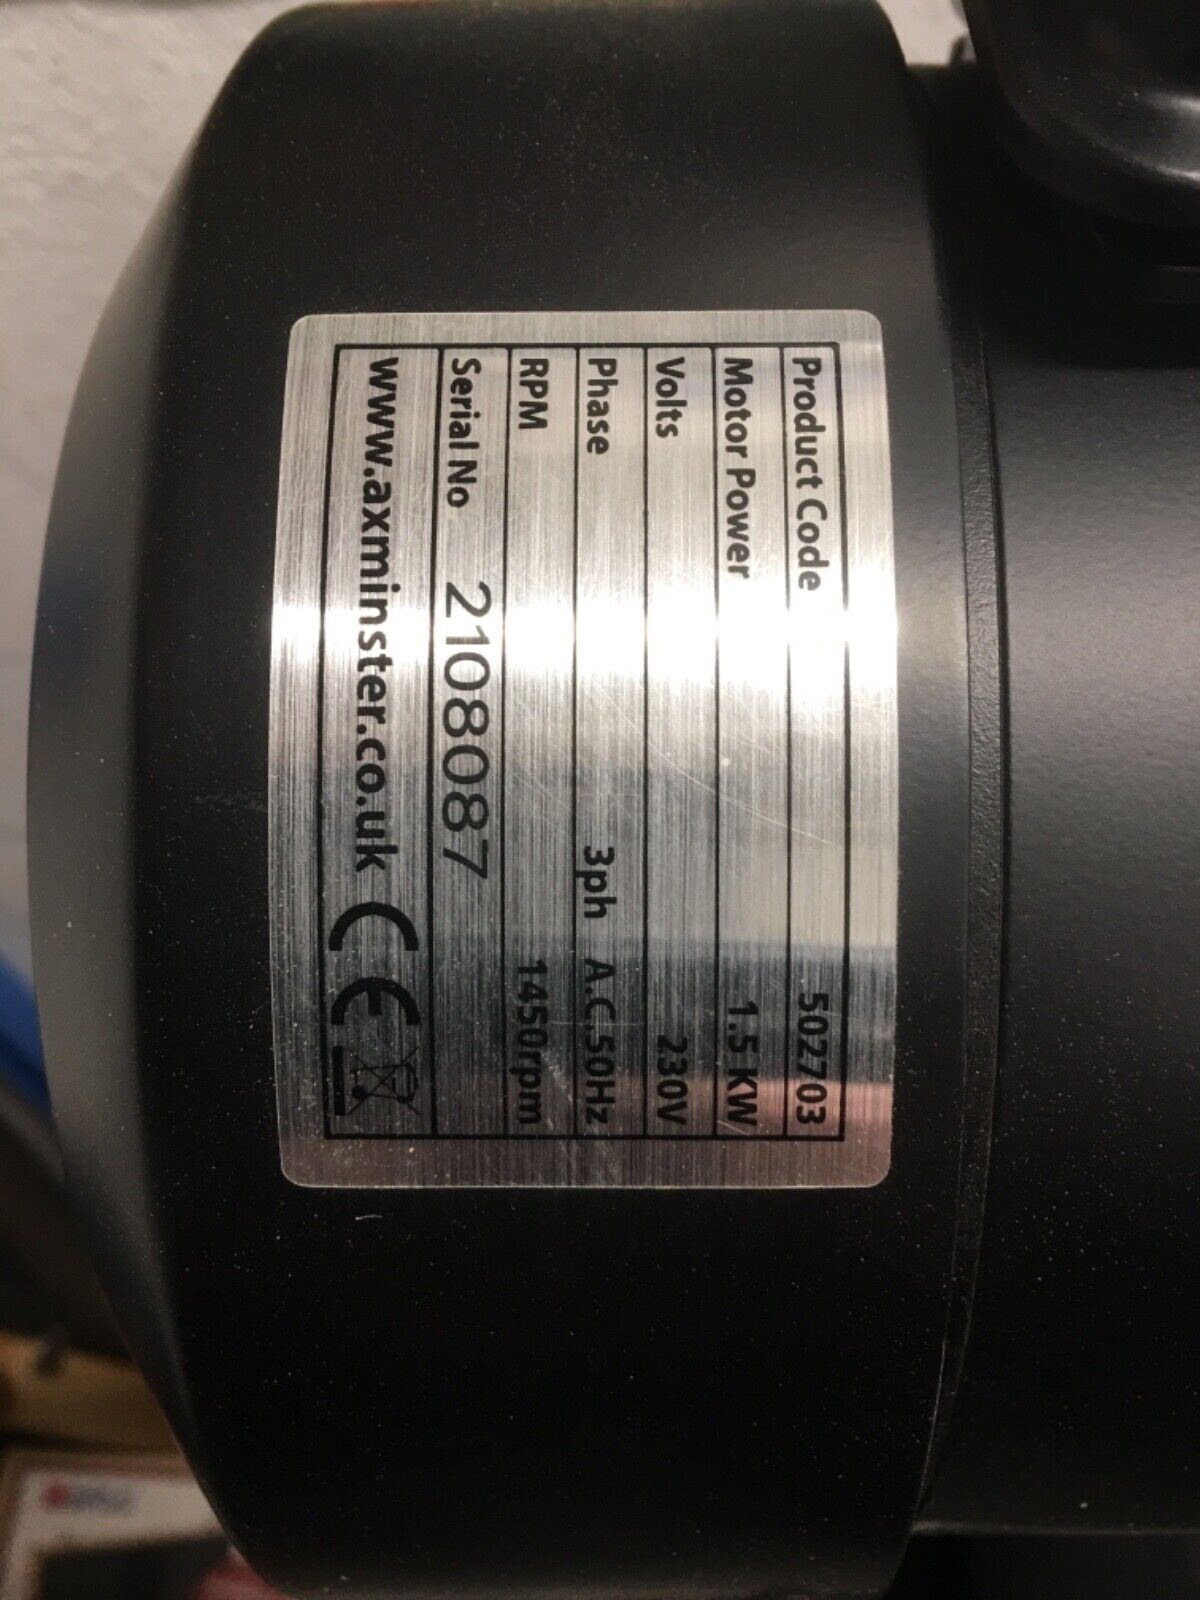 Product Code 502703
Motor Power 1.5 KW
Volts 230V
Phase 3ph A.C.50Hz
RPM 1450rpm
Serial No 2108087
www.axminster.co.uk CE